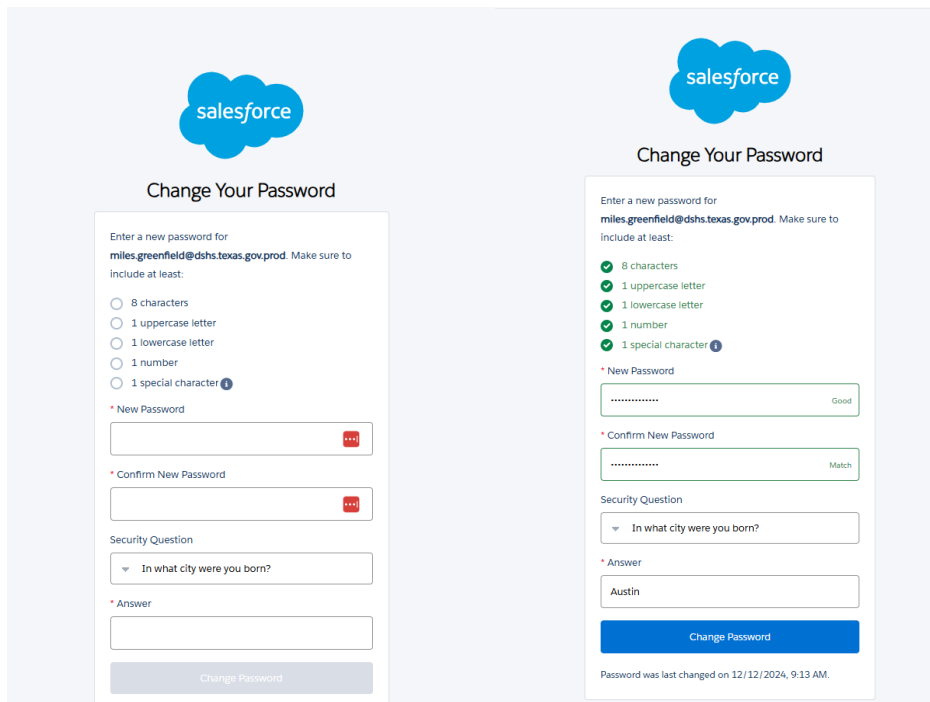 salesforce
Change Your Password
Enter a new password for
miles.greenfield@dshs.texas.gov.prod. Make sure to
include at least:
8 characters
1 uppercase letter
1 lowercase letter
1 number
1 special character
* New Password
* Confirm New Password
Security Question
In what city were you born?
* Answer
Change Password
salesforce
Change Your Password
Enter a new password for
miles.greenfield@dshs.texas.gov.prod. Make sure to
include at least:
8 characters
1 uppercase letter
1 lowercase letter
1 number
1 special character
* New Password
•••••••••••••• Good
* Confirm New Password
•••••••••••••• Match
Security Question
In what city were you born?
* Answer
Austin
Change Password
Password was last changed on 12/12/2024, 9:13 AM.